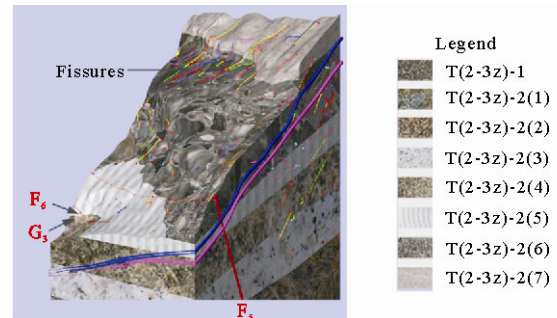 Fissures
F6
G3
F5
Legend
T(2-3z)-1
T(2-3z)-2(1)
T(2-3z)-2(2)
T(2-3z)-2(3)
T(2-3z)-2(4)
T(2-3z)-2(5)
T(2-3z)-2(6)
T(2-3z)-2(7)